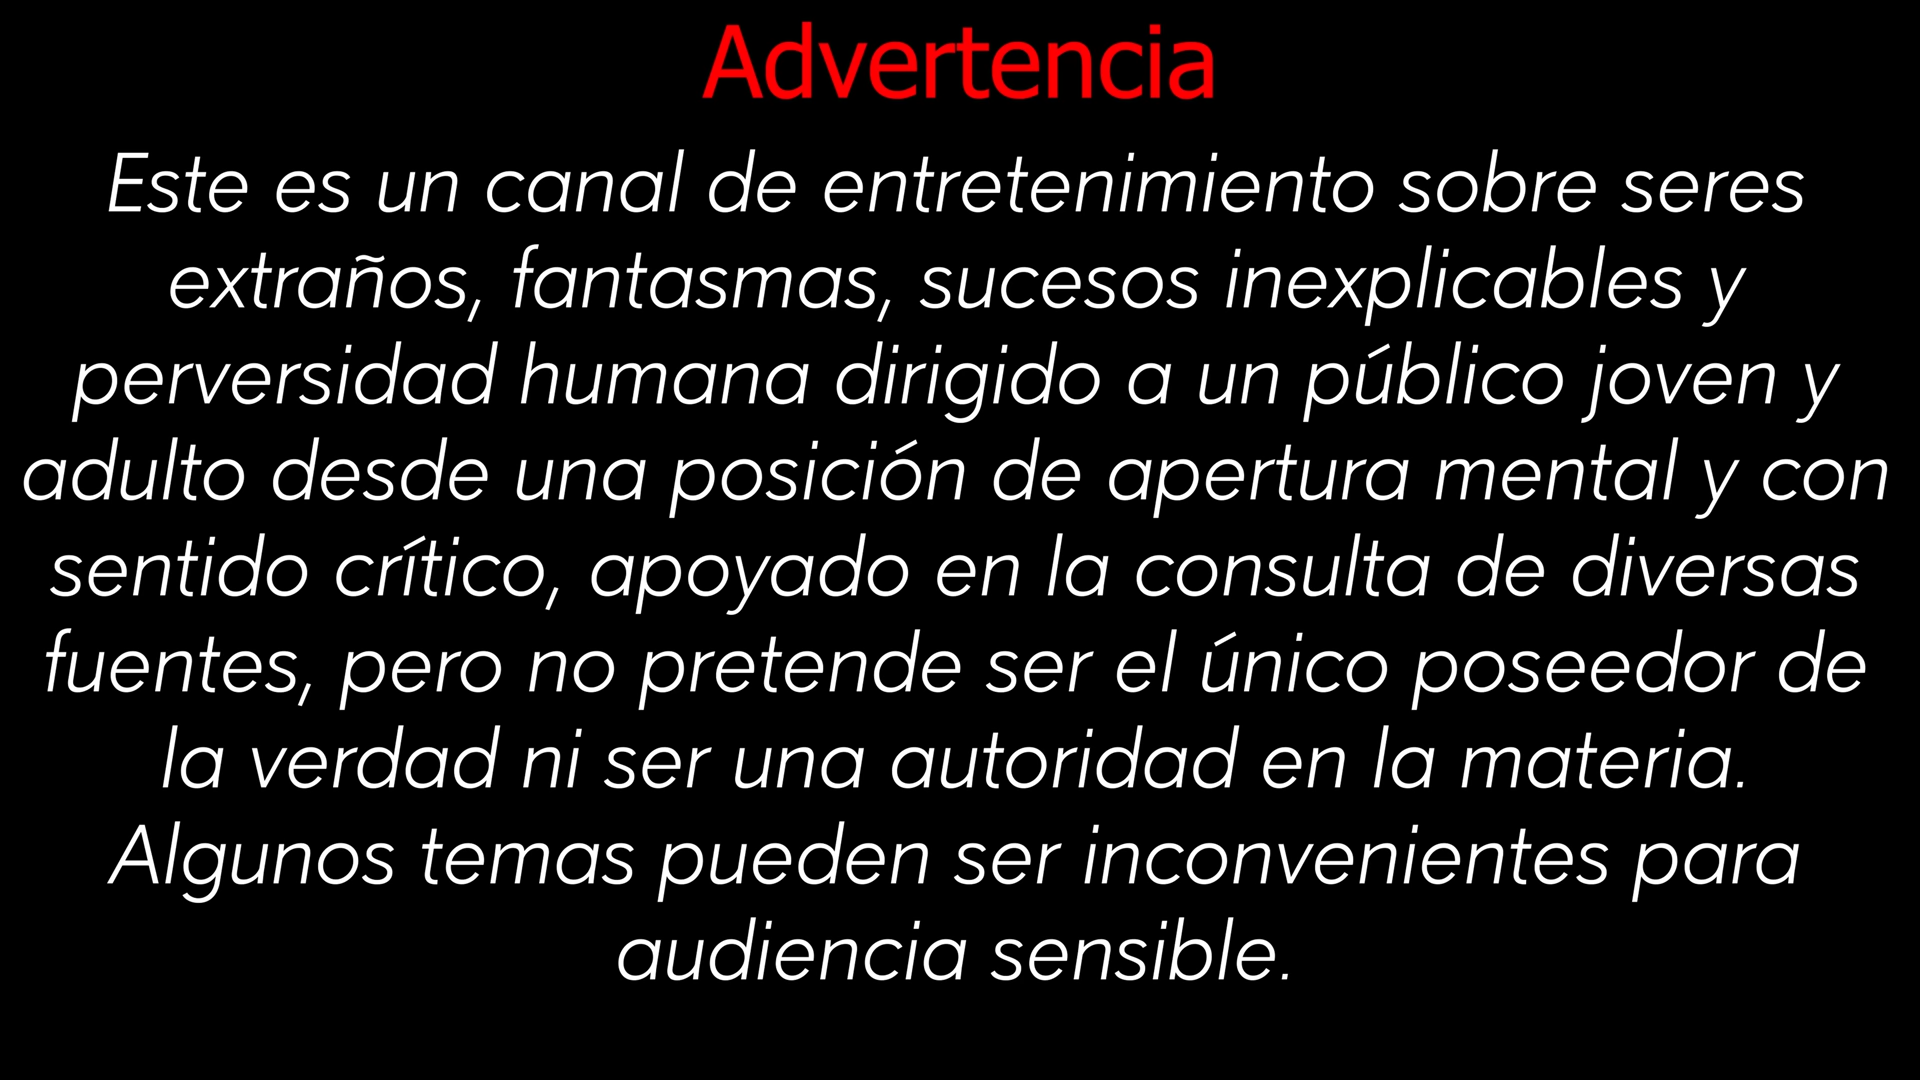 Advertencia
Este es un canal de entretenimiento sobre seres
extraños, fantasmas, sucesos inexplicables y
perversidad humana dirigido a un público joven y
adulto desde una posición de apertura mental y con
sentido crítico, apoyado en la consulta de diversas
fuentes, pero no pretende ser el único poseedor de
la verdad ni ser una autoridad en la materia.
Algunos temas pueden ser inconvenientes para
audiencia sensible.